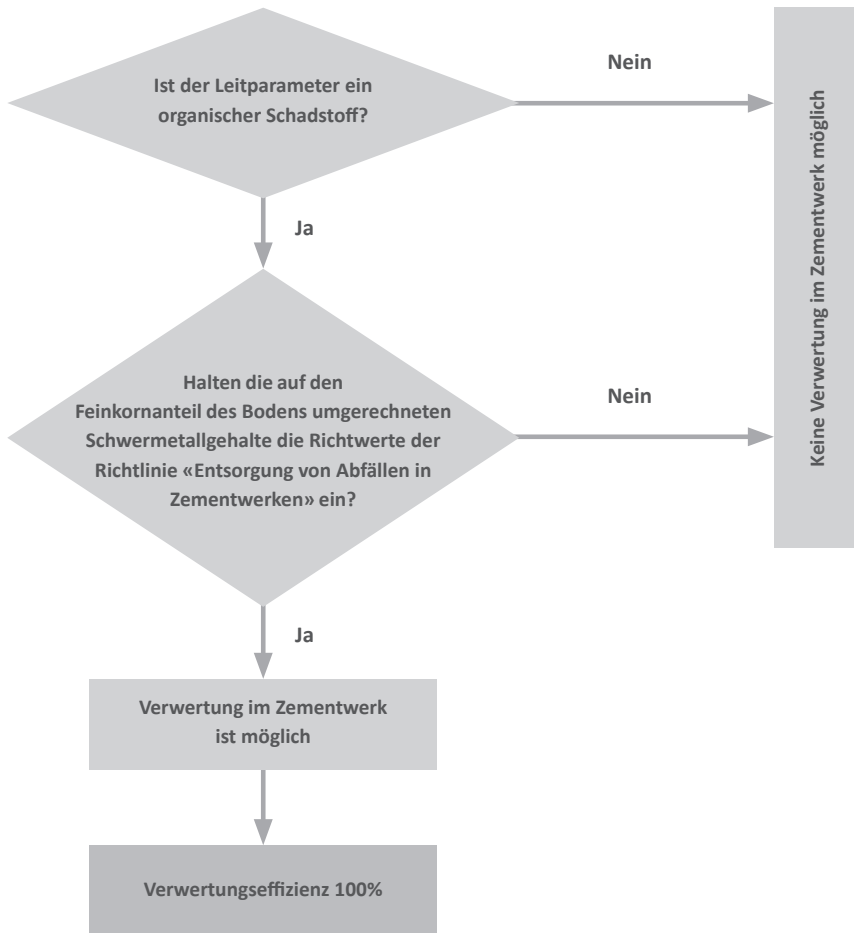 Ist der Leitparameter ein
organischer Schadstoff?
Nein
Ja
Halten die auf den
Feinkornanteil des Bodens umgerechneten
Schwermetallgehalte die Richtwerte der
Richtlinie «Entsorgung von Abfällen in
Zementwerken» ein?
Nein
Keine Verwertung im Zementwerk möglich
Ja
Verwertung im Zementwerk
ist möglich
Verwertungseffizienz 100%